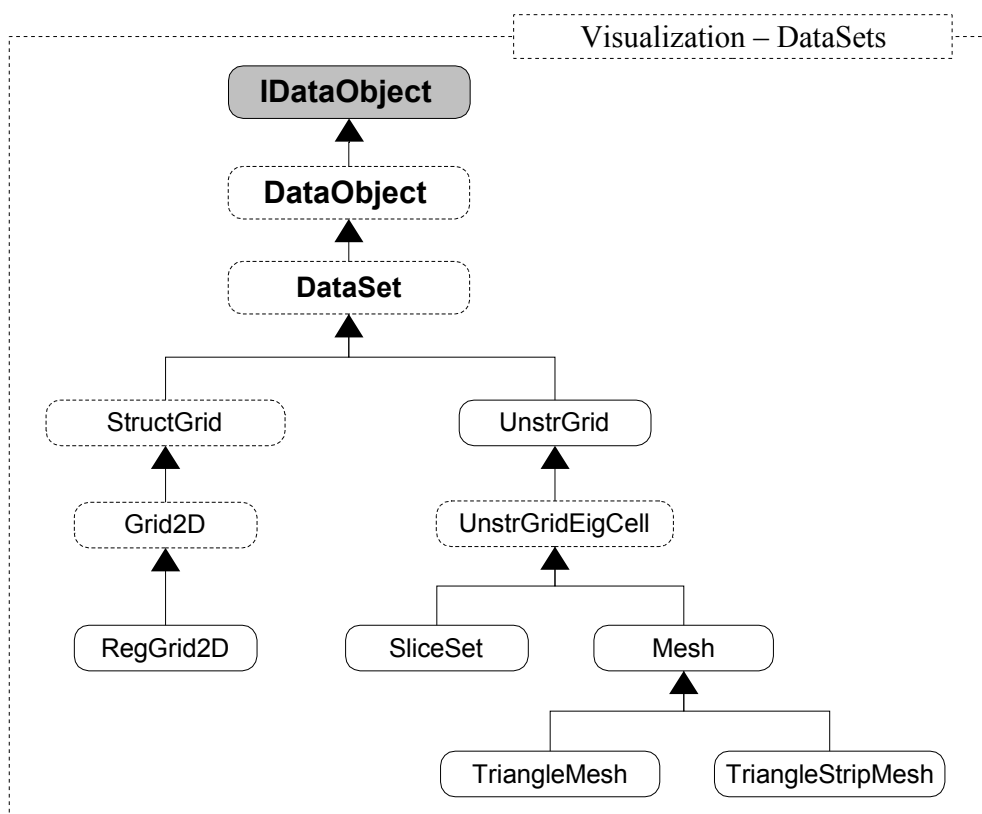 Visualization – DataSets
IDataObject
DataObject
DataSet
StructGrid
UnstrGrid
Grid2D
UnstrGridEigCell
RegGrid2D
SliceSet
Mesh
TriangleMesh
TriangleStripMesh